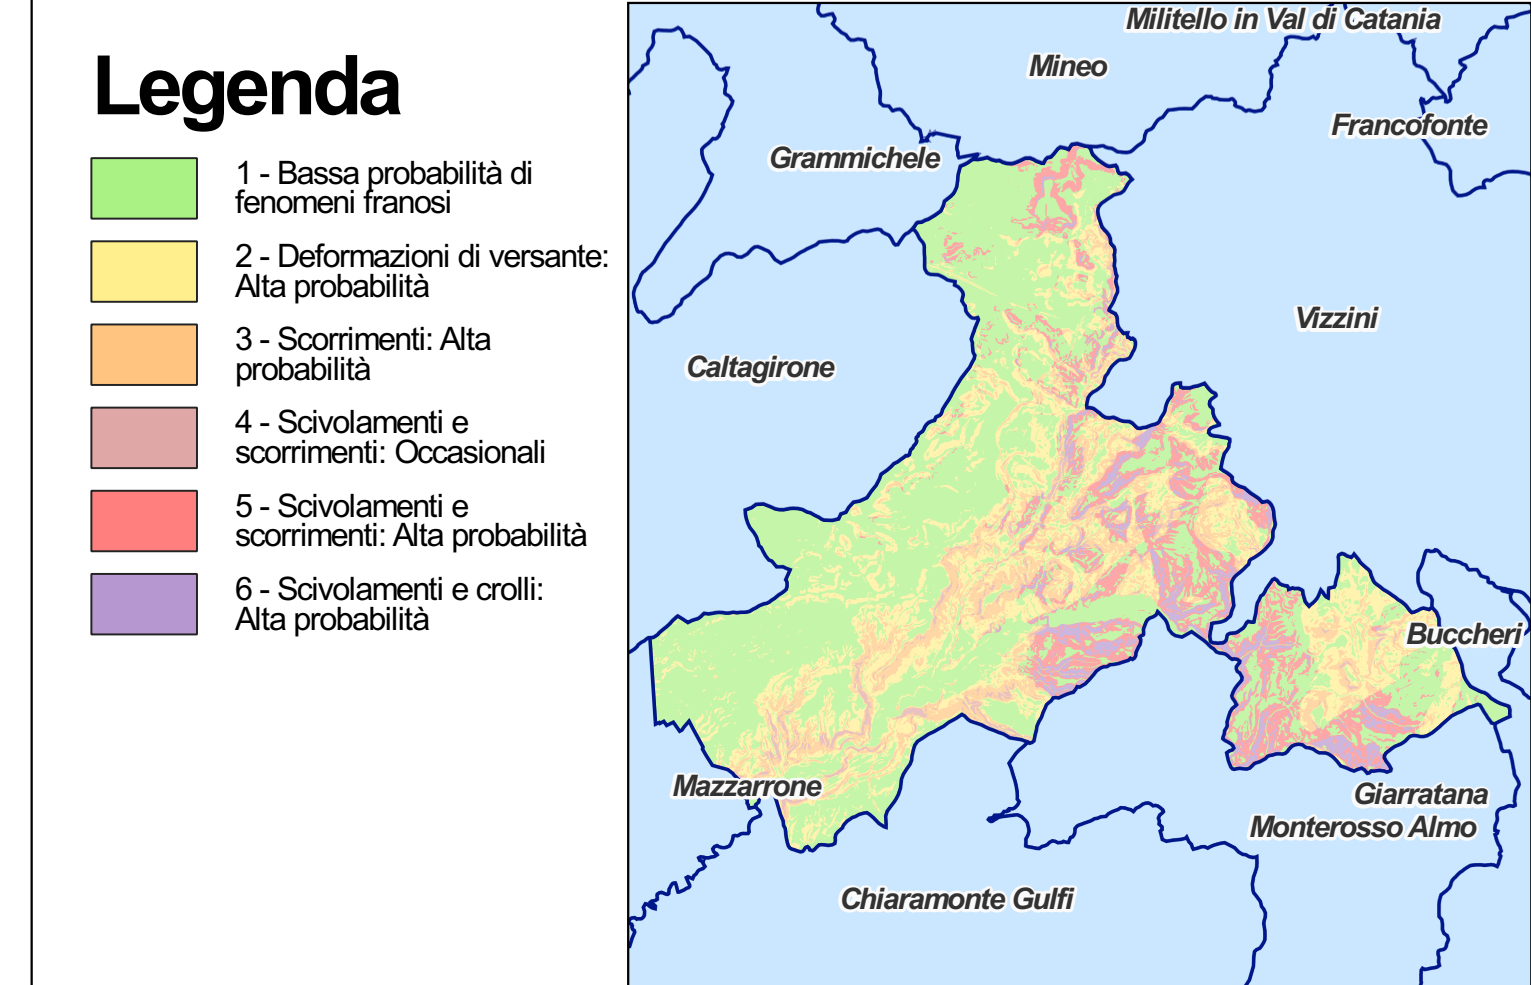 Legenda
1 - Bassa probabilità di
fenomeni franosi
2 - Deformazioni di versante:
Alta probabilità
3 - Scorrimenti: Alta
probabilità
4 - Scivolamenti e
scorrimenti: Occasionali
5 - Scivolamenti e
scorrimenti: Alta probabilità
6 - Scivolamenti e crolli:
Alta probabilità
Militello in Val di Catania
Mineo
Francofonte
Grammichele
Vizzini
Caltagirone
Buccheri
Mazzarrone
Giarratana
Monterosso Almo
Chiaramonte Gulfi